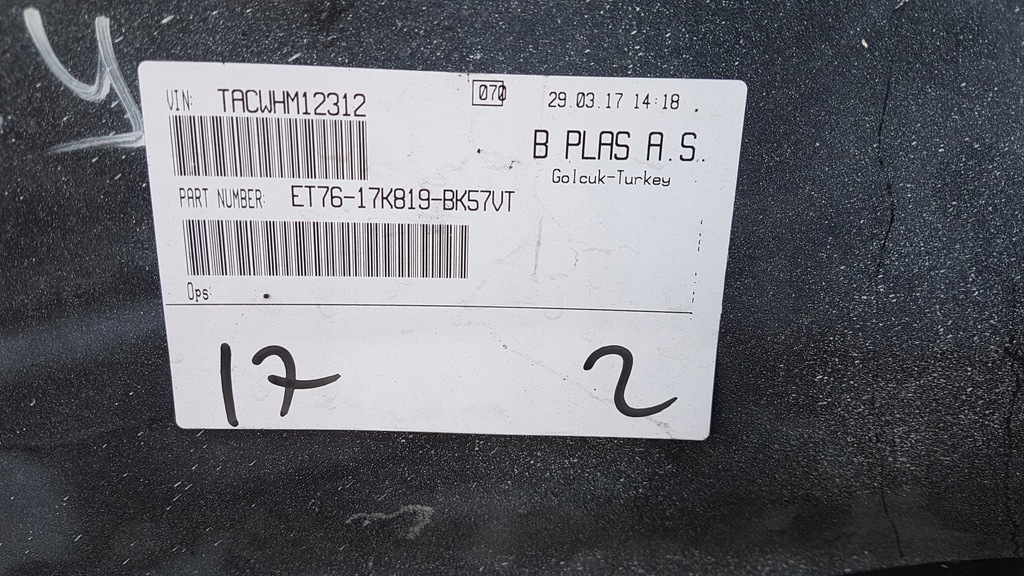 VIN: TACWHM12312
070
29.03.17 14:18 .
B PLAS A.S.
Golcuk-Turkey
PART NUMBER: ET76-17K819-BK57VT
Ops:
17 2